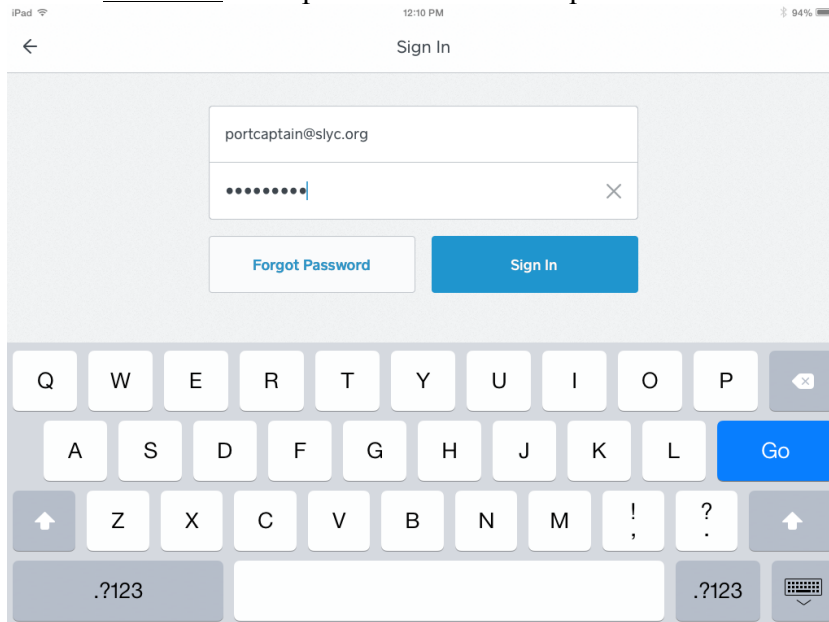 iPad 12:10 PM 94%
Sign In
portcaptain@slyc.org
•••••••••
Forgot Password Sign In
Q W E R T Y U I O P
A S D F G H J K L Go
Z X C V B N M ! , ? .
.?123 .?123